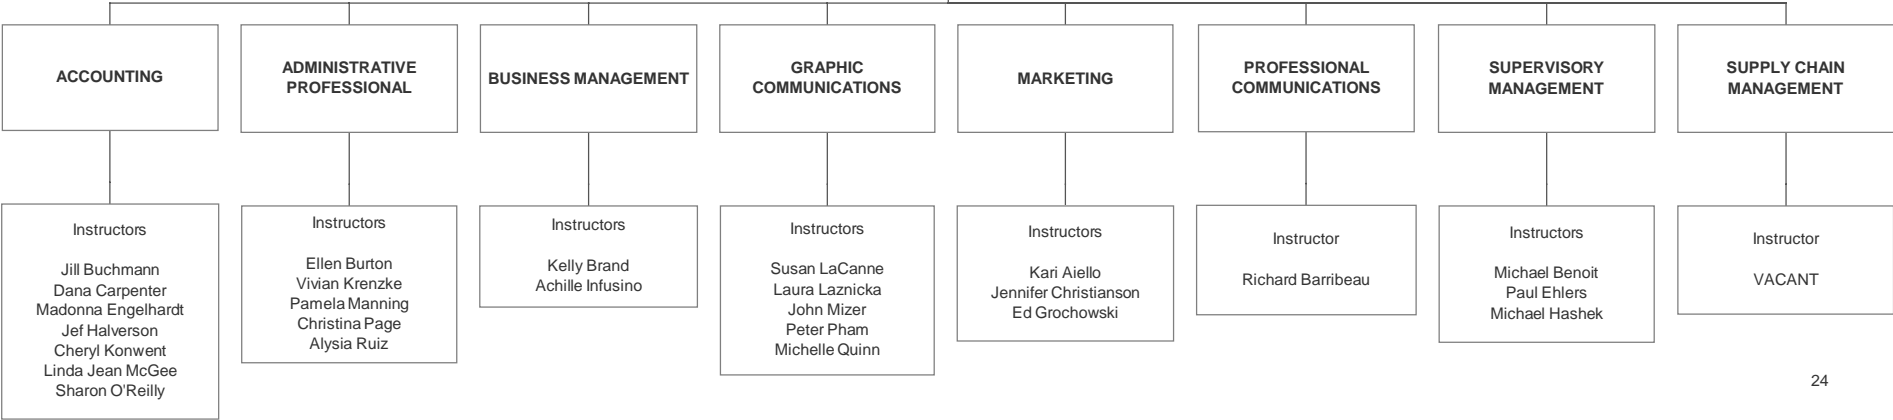 ACCOUNTING
ADMINISTRATIVE
PROFESSIONAL
BUSINESS MANAGEMENT
GRAPHIC
COMMUNICATIONS
MARKETING
PROFESSIONAL
COMMUNICATIONS
SUPERVISORY
MANAGEMENT
SUPPLY CHAIN
MANAGEMENT
Instructors
Jill Buchmann
Dana Carpenter
Madonna Engelhardt
Jef Halverson
Cheryl Konwent
Linda Jean McGee
Sharon O'Reilly
Instructors
Ellen Burton
Vivian Krenzke
Pamela Manning
Christina Page
Alysia Ruiz
Instructors
Kelly Brand
Achille Infusino
Instructors
Susan LaCanne
Laura Laznicka
John Mizer
Peter Pham
Michelle Quinn
Instructors
Kari Aiello
Jennifer Christianson
Ed Grochowski
Instructor
Richard Barribeau
Instructors
Michael Benoit
Paul Ehlers
Michael Hashek
Instructor
VACANT
24